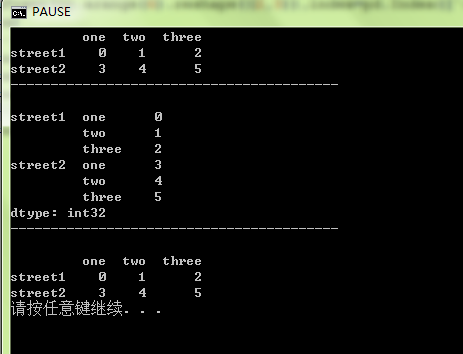 PAUSE
one two three
street1 0 1 2
street2 3 4 5
-----------------------------------------
street1 one 0
two 1
three 2
street2 one 3
two 4
three 5
dtype: int32
-----------------------------------------
one two three
street1 0 1 2
street2 3 4 5
请按任意键继续. . .